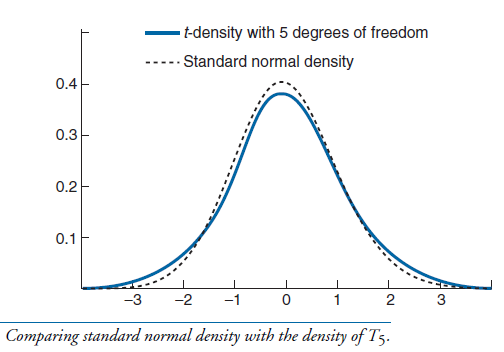 t-density with 5 degrees of freedom
Standard normal density
0.4
0.3
0.2
0.1
–3 –2 –1 0 1 2 3
Comparing standard normal density with the density of T5.